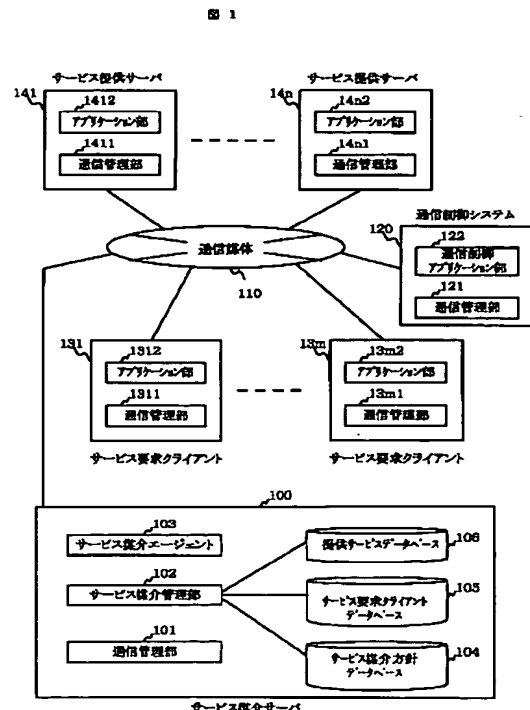 図 1
サービス提供サーバ
サービス提供サーバ
141
1412
アプリケーション部
1411
通信管理部
14n
14n2
アプリケーション部
14n1
通信管理部
通信制御システム
120
122
通信制御
アプリケーション部
121
通信管理部
通信媒体
110
131
1312
アプリケーション部
1311
通信管理部
サービス要求クライアント
13m
13m2
アプリケーション部
13m1
通信管理部
サービス要求クライアント
100
103
サービス媒介エージェント
102
サービス媒介管理部
101
通信管理部
提供サービスデータベース
106
サービス要求クライアント
データベース
105
サービス媒介方針
データベース
104
サービス媒介サーバ